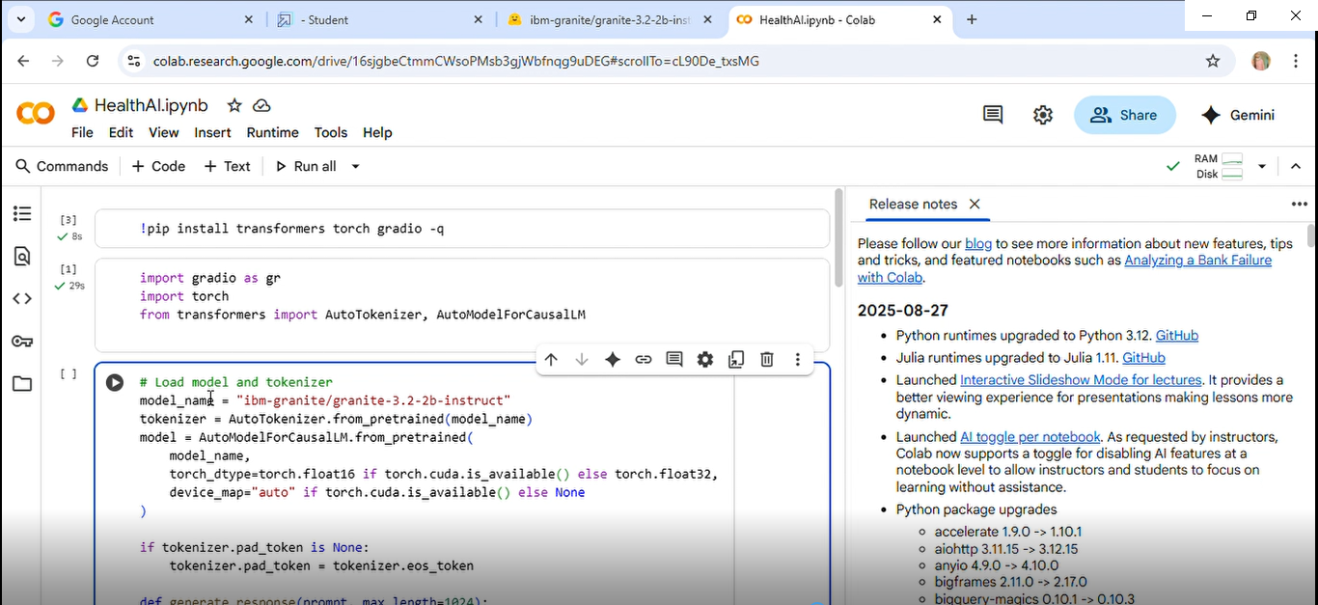 Google Account
- Student
ibm-granite/granite-3.2-2b-inst
HealthAI.ipynb - Colab
colab.research.google.com/drive/16sjgbeCtmmCWsoPMsb3gjWbfnqg9uDEG#scrollTo=cL90De_txsMG
HealthAI.ipynb
File Edit View Insert Runtime Tools Help
Share
Gemini
Commands + Code + Text Run all
RAM
Disk
[3]
8s
!pip install transformers torch gradio -q
[1]
29s
import gradio as gr
import torch
from transformers import AutoTokenizer, AutoModelForCausalLM
[ ]
# Load model and tokenizer
model_name = "ibm-granite/granite-3.2-2b-instruct"
tokenizer = AutoTokenizer.from_pretrained(model_name)
model = AutoModelForCausalLM.from_pretrained(
model_name,
torch_dtype=torch.float16 if torch.cuda.is_available() else torch.float32,
device_map="auto" if torch.cuda.is_available() else None
)
if tokenizer.pad_token is None:
tokenizer.pad_token = tokenizer.eos_token
def generate_response(prompt, max_length=1024):
Release notes
Please follow our blog to see more information about new features, tips
and tricks, and featured notebooks such as Analyzing a Bank Failure
with Colab.
2025-08-27
• Python runtimes upgraded to Python 3.12. GitHub
• Julia runtimes upgraded to Julia 1.11. GitHub
• Launched Interactive Slideshow Mode for lectures. It provides a
better viewing experience for presentations making lessons more
dynamic.
• Launched AI toggle per notebook. As requested by instructors,
Colab now supports a toggle for disabling AI features at a
notebook level to allow instructors and students to focus on
learning without assistance.
• Python package upgrades
○ accelerate 1.9.0 -> 1.10.1
○ aiohttp 3.11.15 -> 3.12.15
○ anyio 4.9.0 -> 4.10.0
○ bigframes 2.11.0 -> 2.17.0
○ bigquery-magics 0.10.1 -> 0.10.3